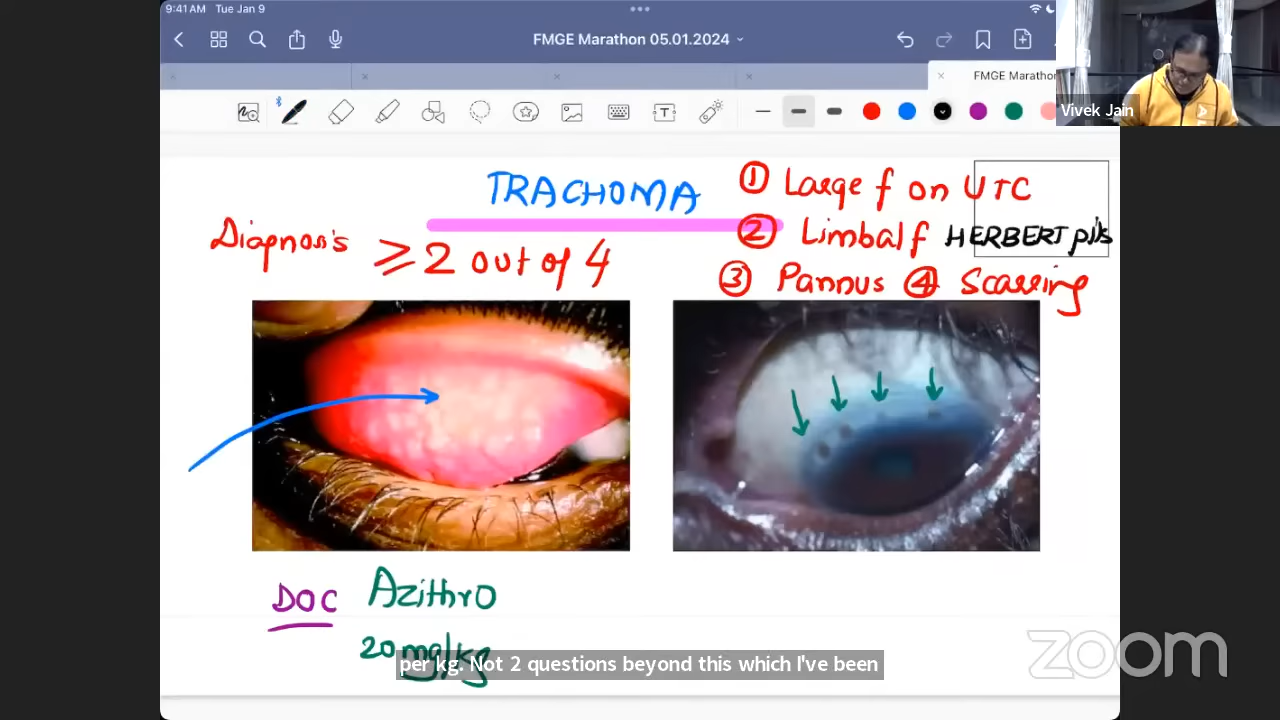 9:41 AM Tue Jan 9
FMGE Marathon 05.01.2024
FMGE Marathon
Vivek Jain
TRACHOMA
Diagnosis ≥ 2 out of 4
① Large f on UTC
② Limbal f HERBERT pits
③ Pannus ④ Scarring
DOC Azithro
20 mg/kg
per kg. Not 2 questions beyond this which I've been
zoom